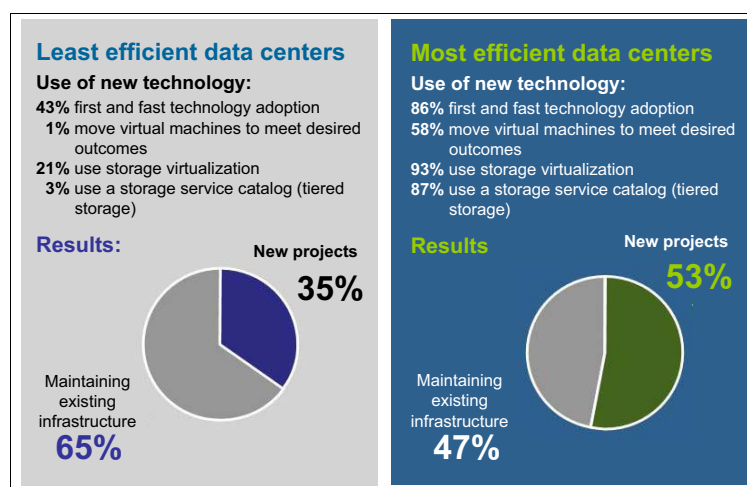 Least efficient data centers
Use of new technology:
43% first and fast technology adoption
1% move virtual machines to meet desired
outcomes
21% use storage virtualization
3% use a storage service catalog (tiered
storage)
Results:
New projects
35%
Maintaining
existing
infrastructure
65%
Most efficient data centers
Use of new technology:
86% first and fast technology adoption
58% move virtual machines to meet desired
outcomes
93% use storage virtualization
87% use a storage service catalog (tiered
storage)
Results
New projects
53%
Maintaining
existing
infrastructure
47%